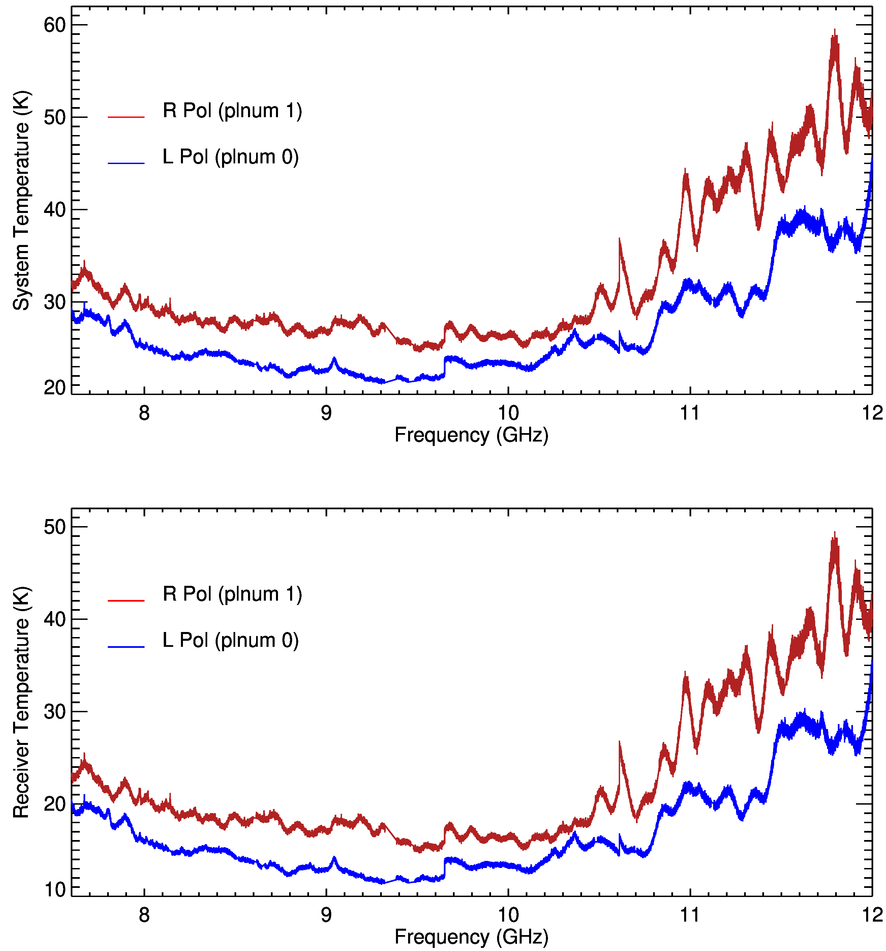 System Temperature (K)
60
50
40
30
20
R Pol (plnum 1)
L Pol (plnum 0)
8 9 10 11 12
Frequency (GHz)
Receiver Temperature (K)
50
40
30
20
10
R Pol (plnum 1)
L Pol (plnum 0)
8 9 10 11 12
Frequency (GHz)